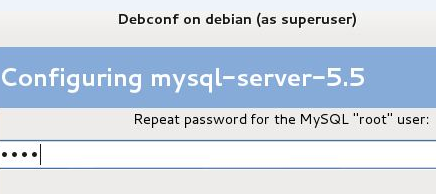 Debconf on debian (as superuser)
Configuring mysql-server-5.5
Repeat password for the MySQL "root" user:
••••